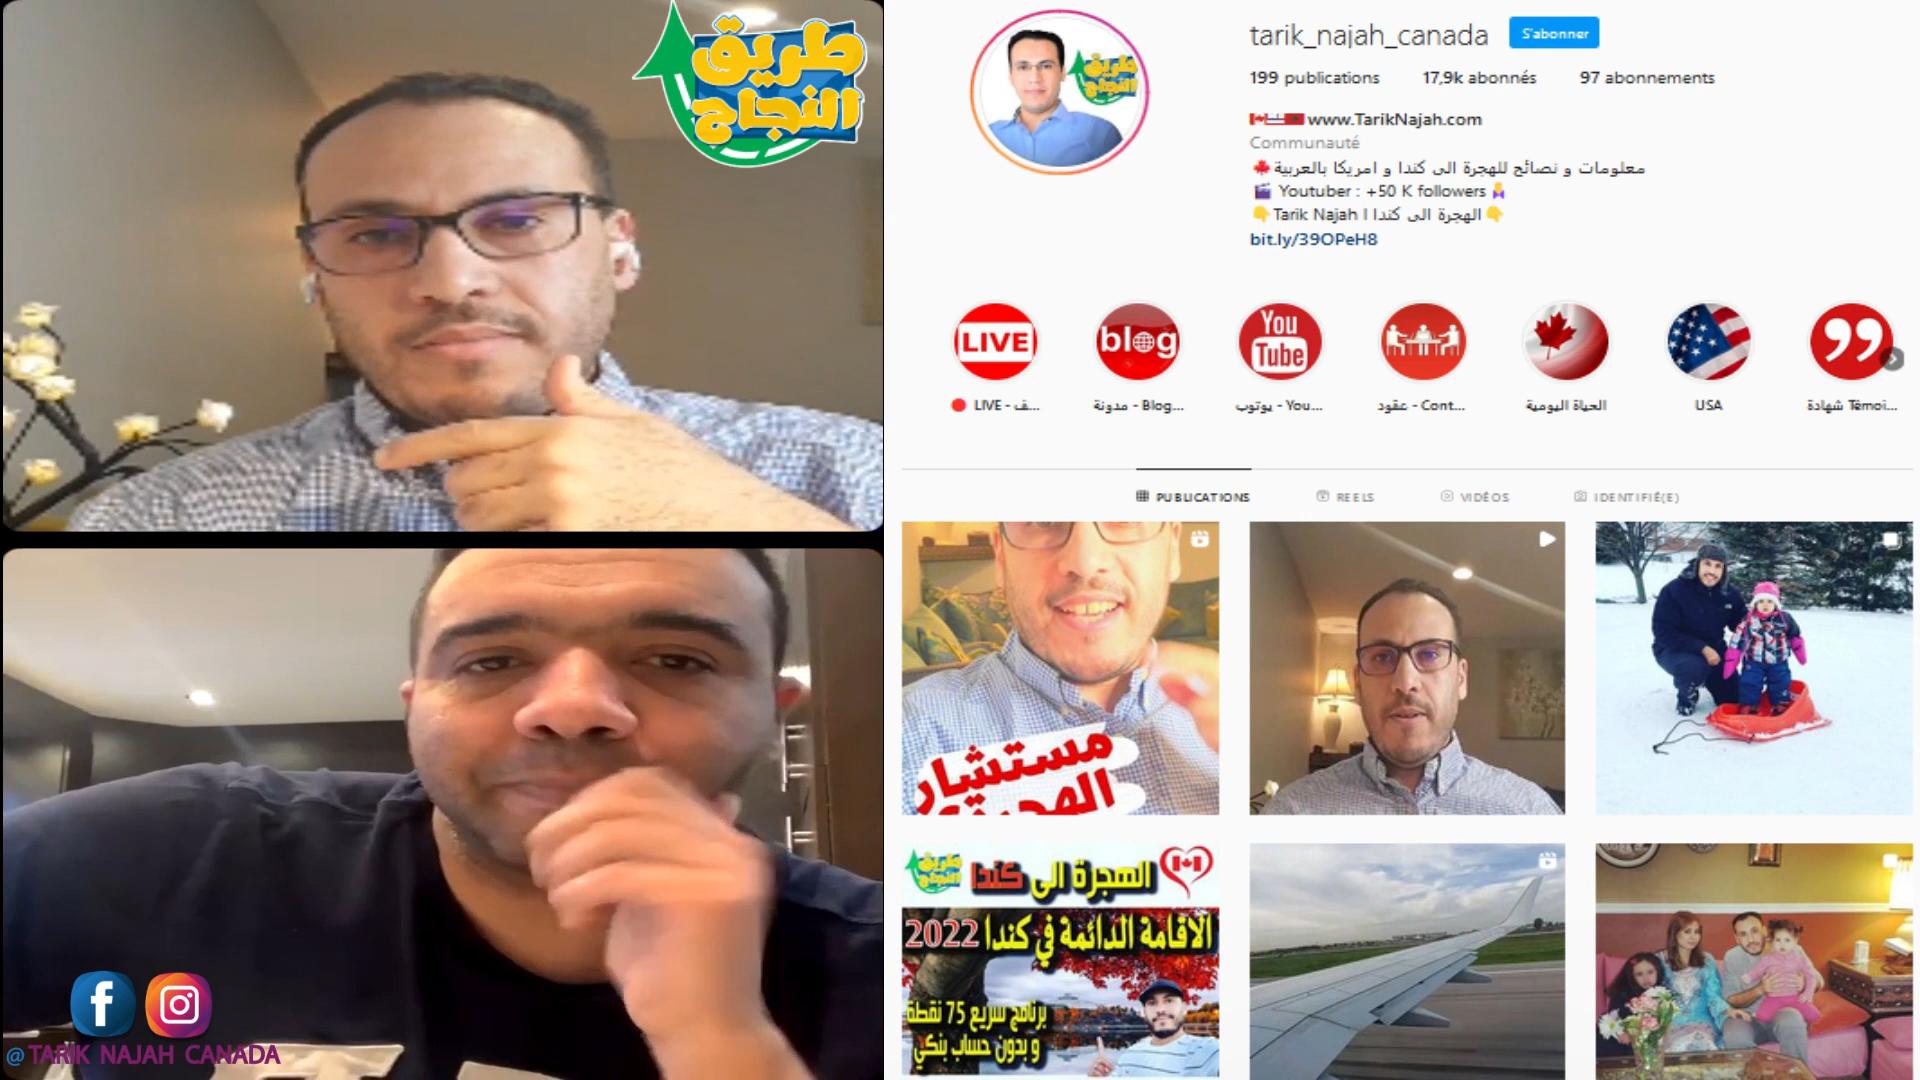 طريق
النجاح
@TARIK NAJAH CANADA
tarik_najah_canada
S'abonner
199 publications 17,9k abonnés 97 abonnements
www.TarikNajah.com
Communauté
معلومات و نصائح للهجرة الى كندا و امريكا بالعربية
Youtuber : +50 K followers
Tarik Najah I الهجرة الى كندا
bit.ly/39OPeH8
LIVE
blog
You
Tube
LIVE - ف...
مدونة - Blog...
يوتوب - You...
عقود - Cont...
الحياة اليومية
USA
شهادة Témoi...
PUBLICATIONS REELS VIDÉOS IDENTIFIÉ(E)
مستشار
طريق
النجاح
الهجرة الى كندا
الاقامة الدائمة في كندا 2022
برنامج سريع 75 نقطة
و بدون حساب بنكي